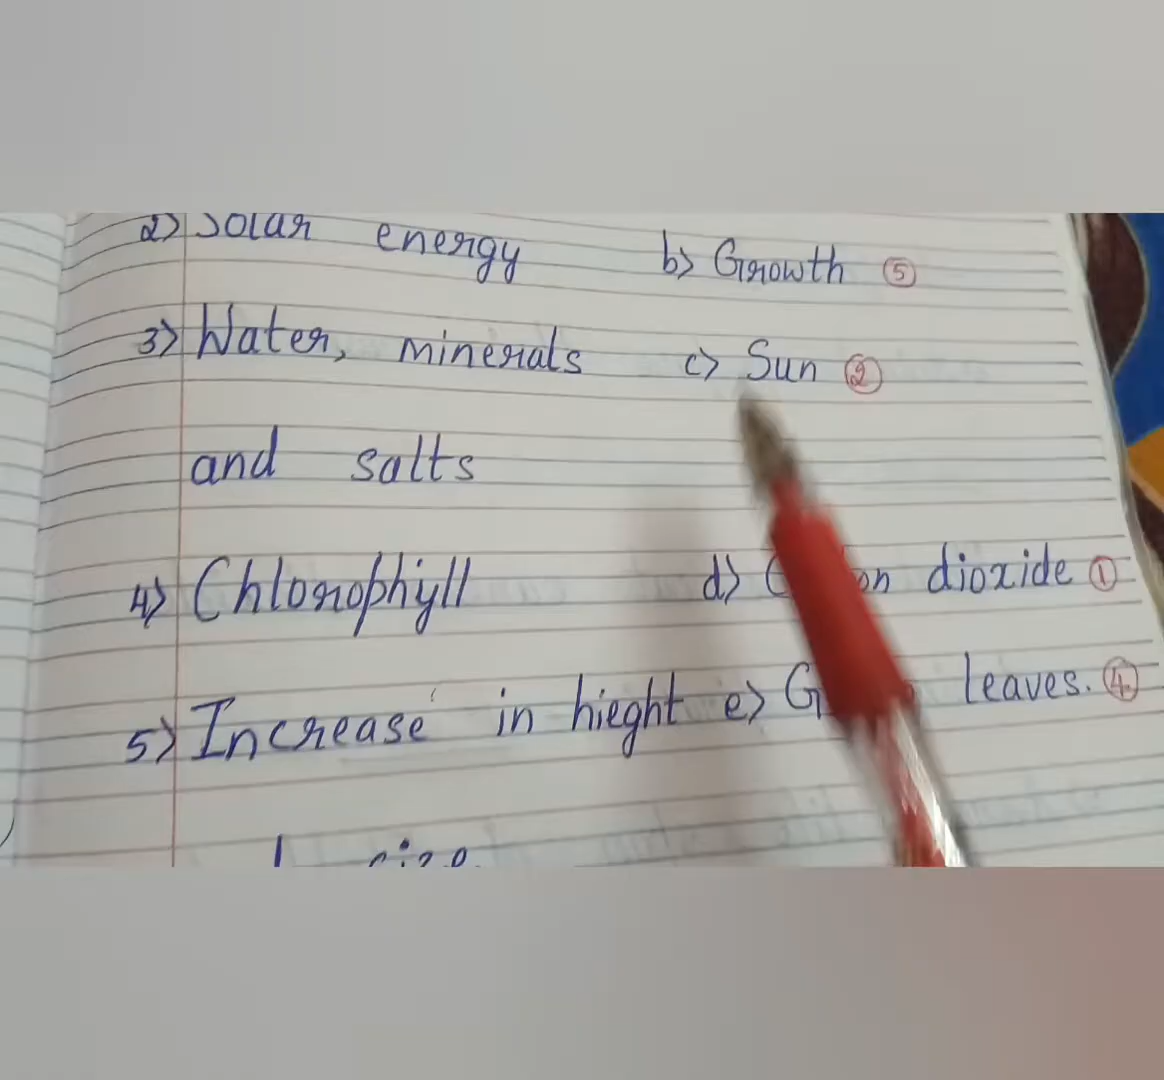 2) Solar energy b) Growth 5
3) Water, minerals c) Sun 2
and salts
4) Chlorophyll d) dioxide 1
5) Increase in hieght e) leaves. 4